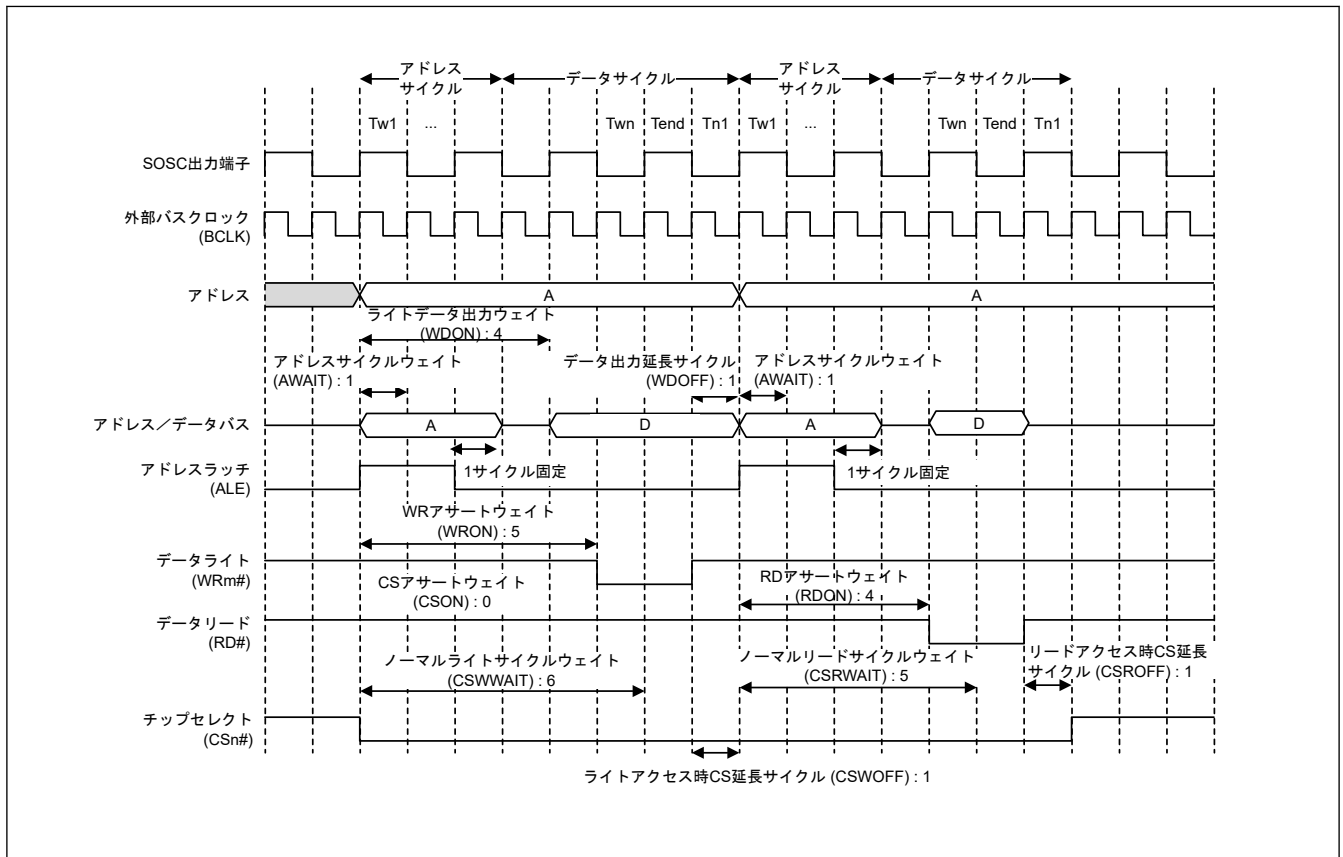 アドレス
サイクル
データサイクル
アドレス
サイクル
データサイクル
Tw1
...
Twn
Tend
Tn1
Tw1
...
Twn
Tend
Tn1
SOSC出力端子
外部バスクロック
(BCLK)
アドレス
A
A
ライトデータ出力ウェイト
(WDON) : 4
アドレスサイクルウェイト
(AWAIT) : 1
データ出力延長サイクル
(WDOFF) : 1
アドレスサイクルウェイト
(AWAIT) : 1
アドレス／データバス
A
D
A
D
アドレスラッチ
(ALE)
1サイクル固定
1サイクル固定
WRアサートウェイト
(WRON) : 5
データライト
(WRm#)
CSアサートウェイト
(CSON) : 0
RDアサートウェイト
(RDON) : 4
データリード
(RD#)
ノーマルライトサイクルウェイト
(CSWWAIT) : 6
ノーマルリードサイクルウェイト
(CSRWAIT) : 5
リードアクセス時CS延長
サイクル (CSROFF) : 1
チップセレクト
(CSn#)
ライトアクセス時CS延長サイクル (CSWOFF) : 1